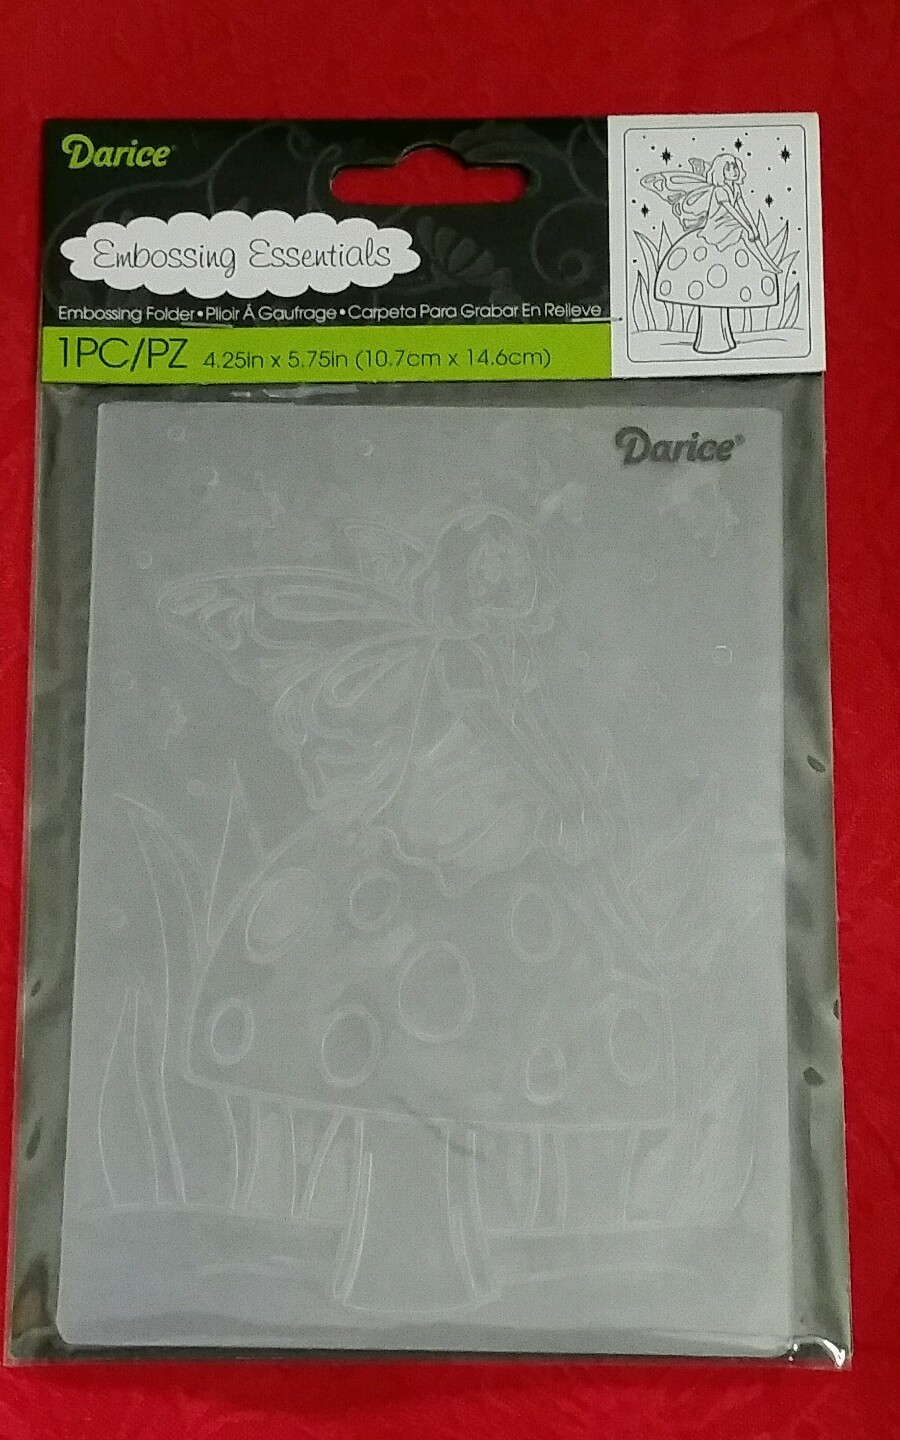 Darice
Embossing Essentials
Embossing Folder•Plioir À Gaufrage•Carpeta Para Grabar En Relieve
1PC/PZ 4.25in x 5.75in (10.7cm x 14.6cm)
Darice®